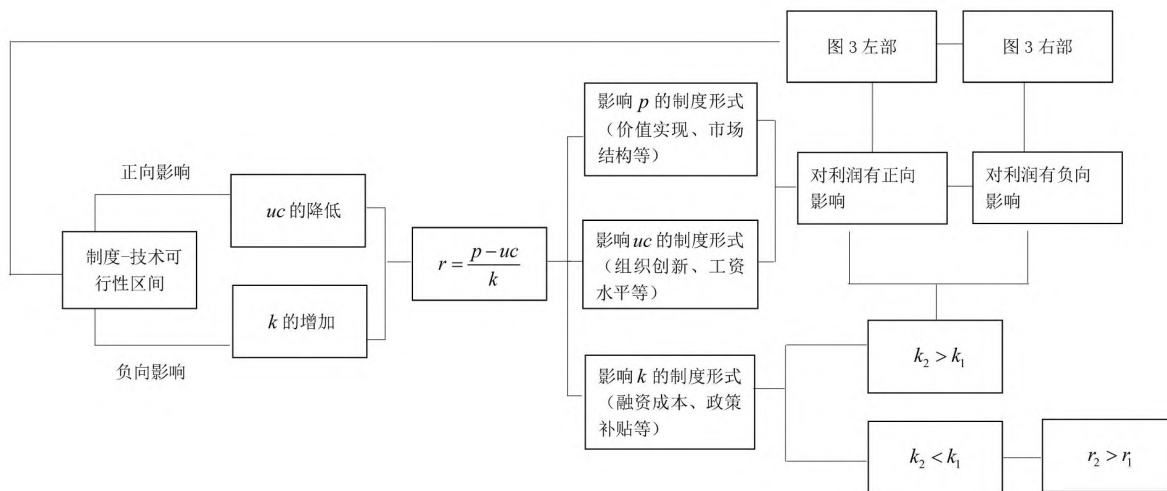 图3左部
图3右部
影响p的制度形式
（价值实现、市场
结构等）
正向影响
对利润有正向
影响
对利润有负向
影响
uc的降低
制度-技术可
行性区间
r = \frac{p-uc}{k}
影响uc的制度形式
（组织创新、工资
水平等）
k的增加
负向影响
影响k的制度形式
（融资成本、政策
补贴等）
k₂ > k₁
k₂ < k₁
r₂ > r₁